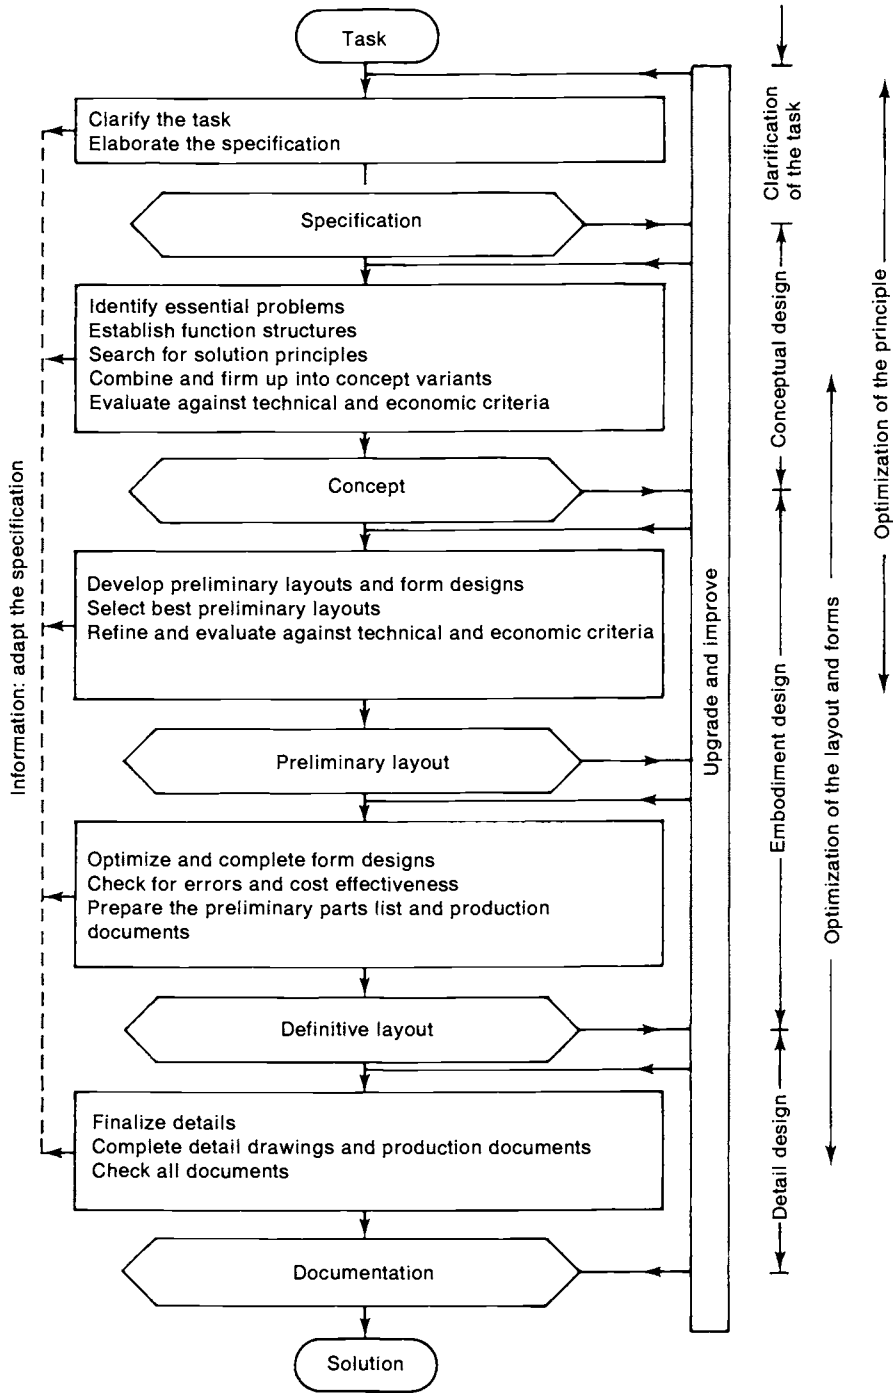 Task
Clarify the task
Elaborate the specification
Specification
Identify essential problems
Establish function structures
Search for solution principles
Combine and firm up into concept variants
Evaluate against technical and economic criteria
Concept
Develop preliminary layouts and form designs
Select best preliminary layouts
Refine and evaluate against technical and economic criteria
Preliminary layout
Optimize and complete form designs
Check for errors and cost effectiveness
Prepare the preliminary parts list and production
documents
Definitive layout
Finalize details
Complete detail drawings and production documents
Check all documents
Documentation
Solution
Information: adapt the specification
Upgrade and improve
Clarification
of the task
Conceptual design
Embodiment design
Detail design
Optimization of the layout and forms
Optimization of the principle